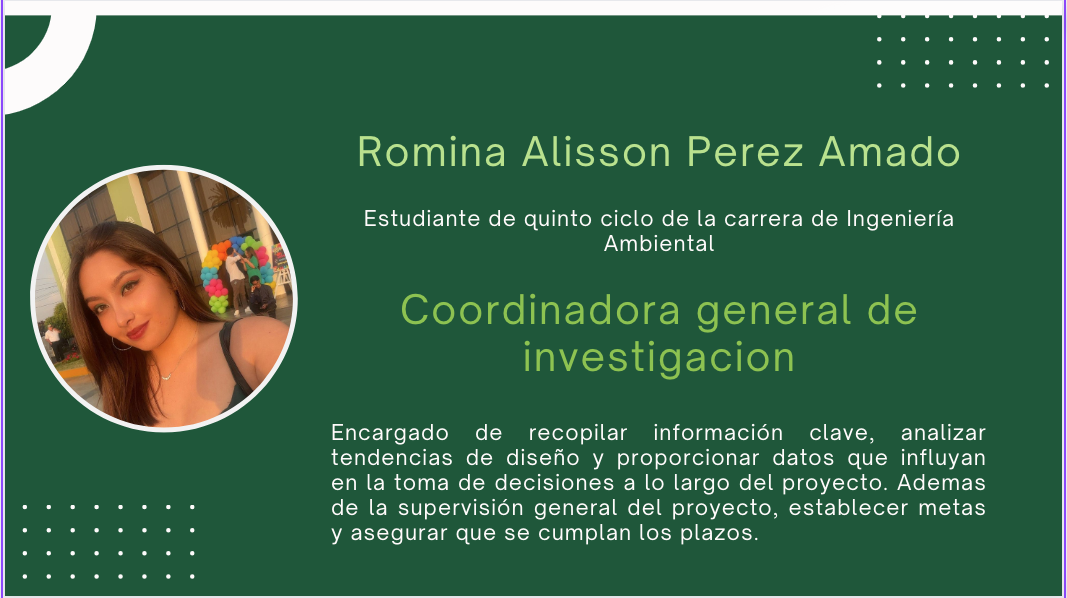 Romina Alisson Perez Amado
Estudiante de quinto ciclo de la carrera de Ingeniería
Ambiental
Coordinadora general de
investigacion
Encargado de recopilar información clave, analizar
tendencias de diseño y proporcionar datos que influyan
en la toma de decisiones a lo largo del proyecto. Ademas
de la supervisión general del proyecto, establecer metas
y asegurar que se cumplan los plazos.